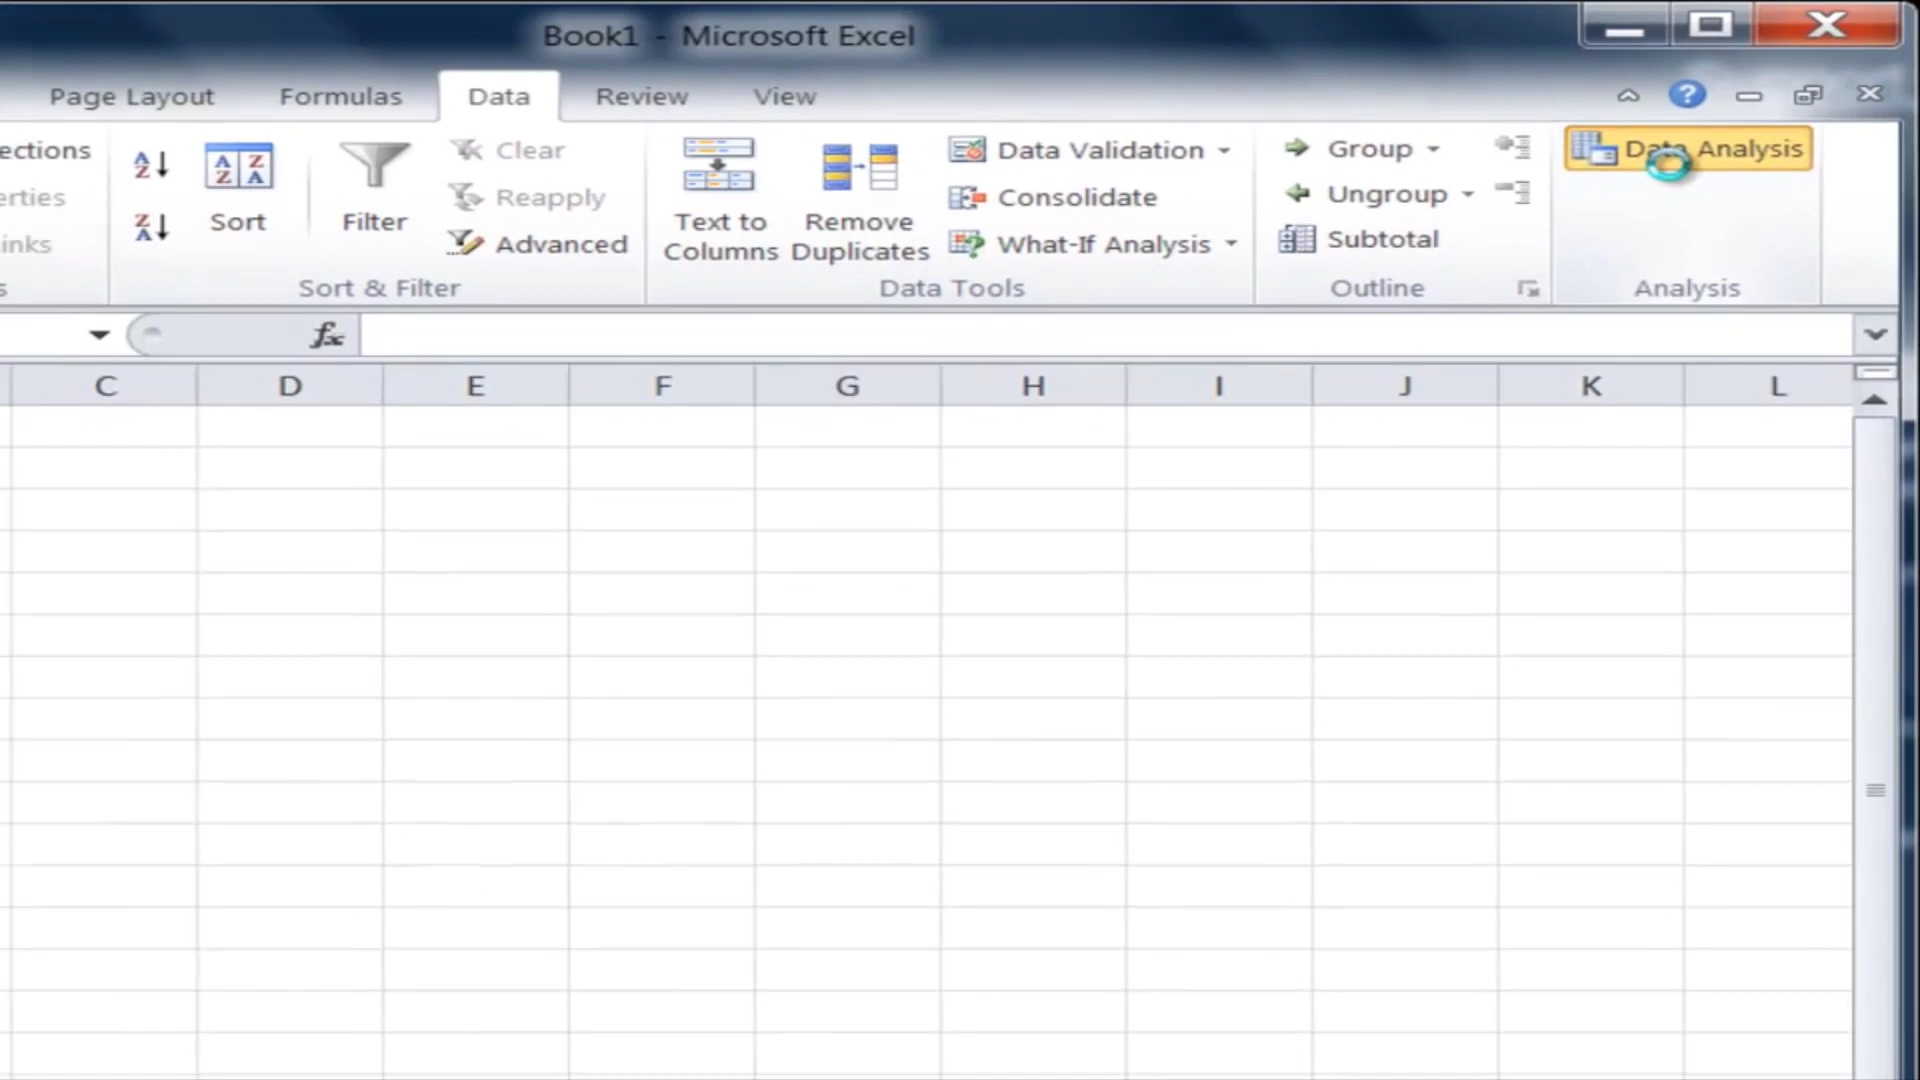 Book1 - Microsoft Excel
Page Layout Formulas Data Review View
ections
erties
inks
s
Sort
Filter
Clear
Reapply
Advanced
Sort & Filter
Text to
Columns
Remove
Duplicates
Data Validation
Consolidate
What-If Analysis
Data Tools
Group
Ungroup
Subtotal
Outline
Data Analysis
Analysis
fx
C D E F G H I J K L